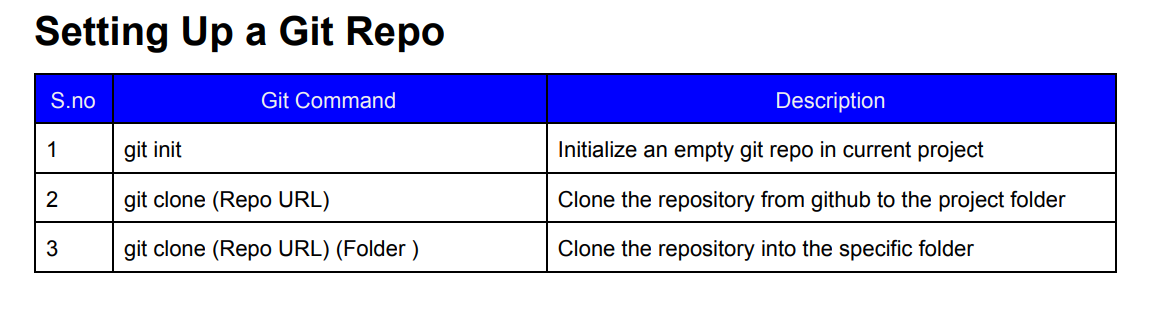 Setting Up a Git Repo
S.no Git Command Description
1 git init Initialize an empty git repo in current project
2 git clone (Repo URL) Clone the repository from github to the project folder
3 git clone (Repo URL) (Folder ) Clone the repository into the specific folder